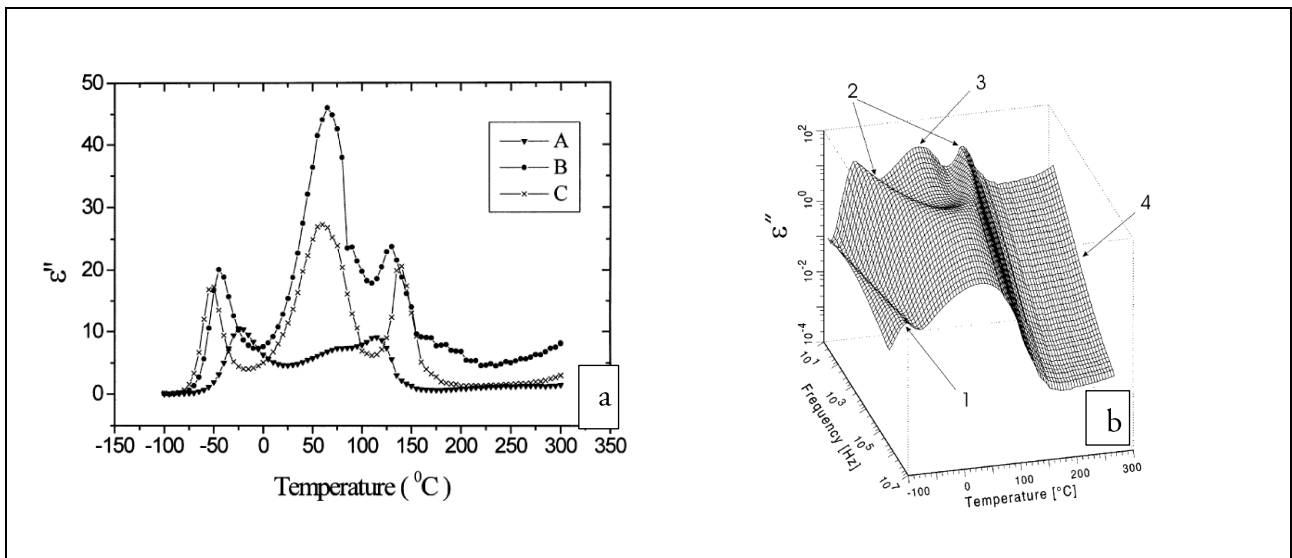 50
40
30
20
10
0
ε''
A
B
C
a
-150 -100 -50 0 50 100 150 200 250 300 350
Temperature ( ⁰C)
2
3
4
1
10²
10⁰
10⁻²
10⁻⁴
ε''
10¹
10³
10⁵
10⁷
Frequency [Hz]
-100 0 100 200 300
Temperature [°C]
b